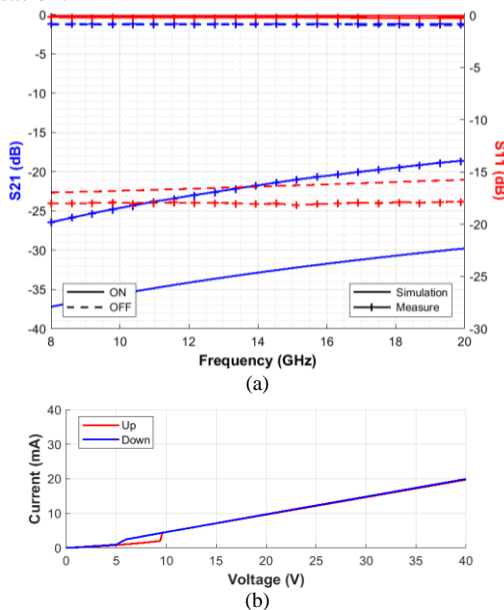 0
-5
-10
-15
-20
-25
-30
-35
-40
S21 (dB)
0
-5
-10
-15
-20
-25
-30
S11 (dB)
ON
OFF
Simulation
Measure
8
10
12
14
16
18
20
Frequency (GHz)
(a)
Up
Down
40
30
20
10
0
Current (mA)
0
5
10
15
20
25
30
35
40
Voltage (V)
(b)